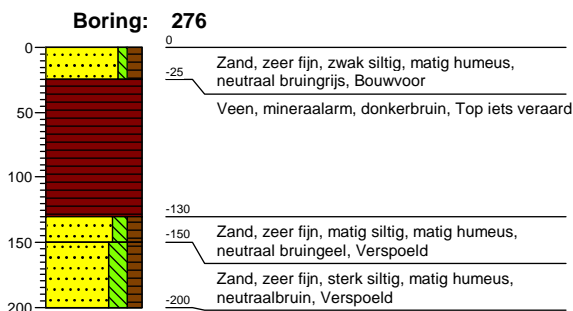 Boring: 276
0
0
Zand, zeer fijn, zwak siltig, matig humeus,
neutraal bruingrijs, Bouwvoor
-25
Veen, mineraalarm, donkerbruin, Top iets veraard
50
100
-130
Zand, zeer fijn, matig siltig, matig humeus,
neutraal bruingeel, Verspoeld
150
-150
Zand, zeer fijn, sterk siltig, matig humeus,
neutraalbruin, Verspoeld
200
-200